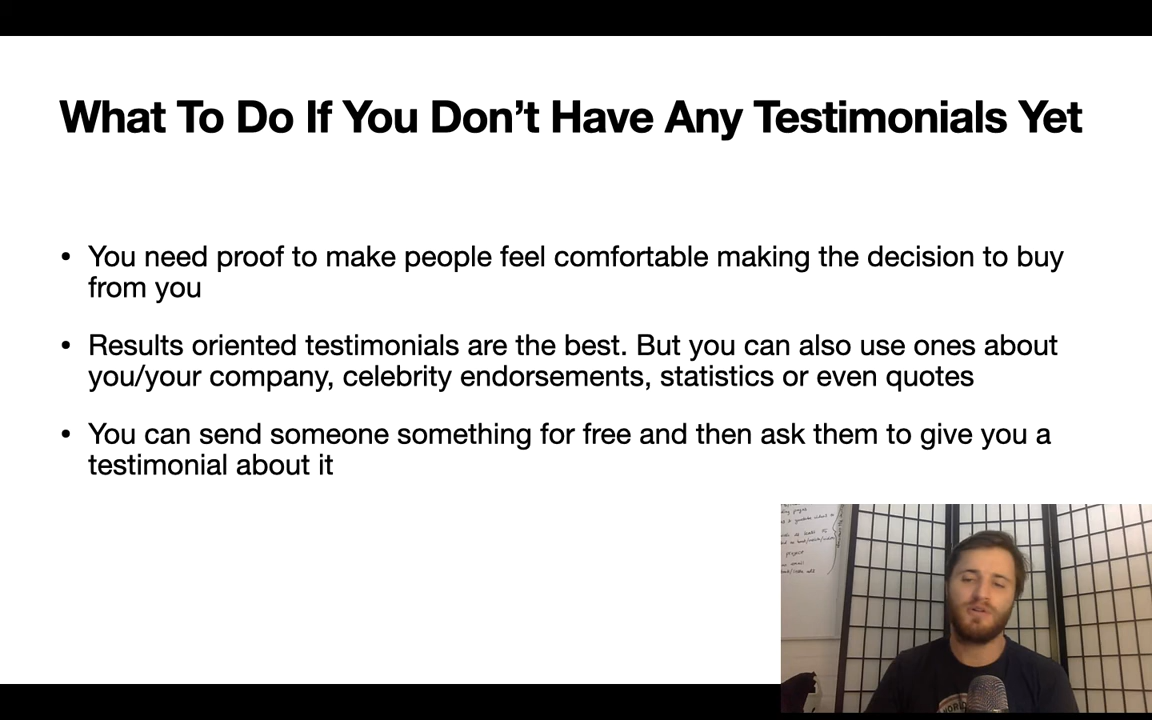 What To Do If You Don’t Have Any Testimonials Yet
• You need proof to make people feel comfortable making the decision to buy
from you
• Results oriented testimonials are the best. But you can also use ones about
you/your company, celebrity endorsements, statistics or even quotes
• You can send someone something for free and then ask them to give you a
testimonial about it
project